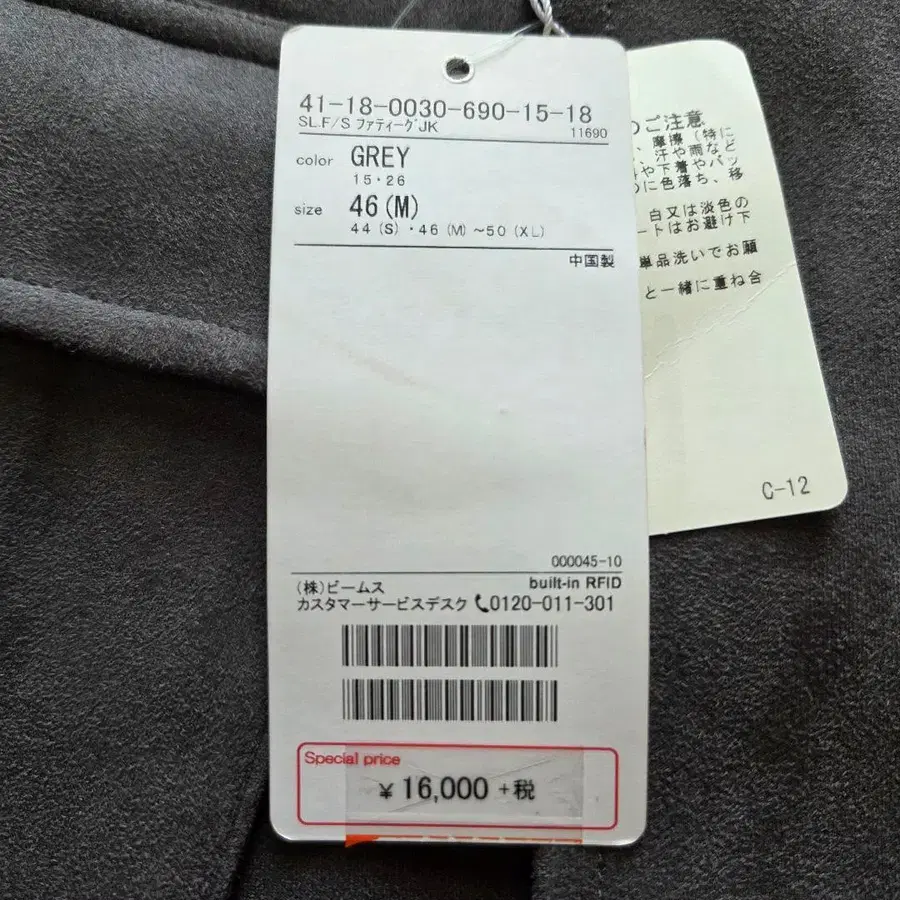 41-18-0030-690-15-18
SL.F/S ファティーグJK
11690
color GREY
15・26
size 46(M)
44(S)・46(M)~50(XL)
中国製
000045-10
(株)ビームス
built-in RFID
カスタマーサービスデスク 0120-011-301
Special price
¥16,000+税
のご注意
、摩擦(特に
、汗や雨など
や下着やバッ
に色落ち、移
白又は淡色の
ートはお避け下
単品洗いでお願
と一緒に重ね合
C-12